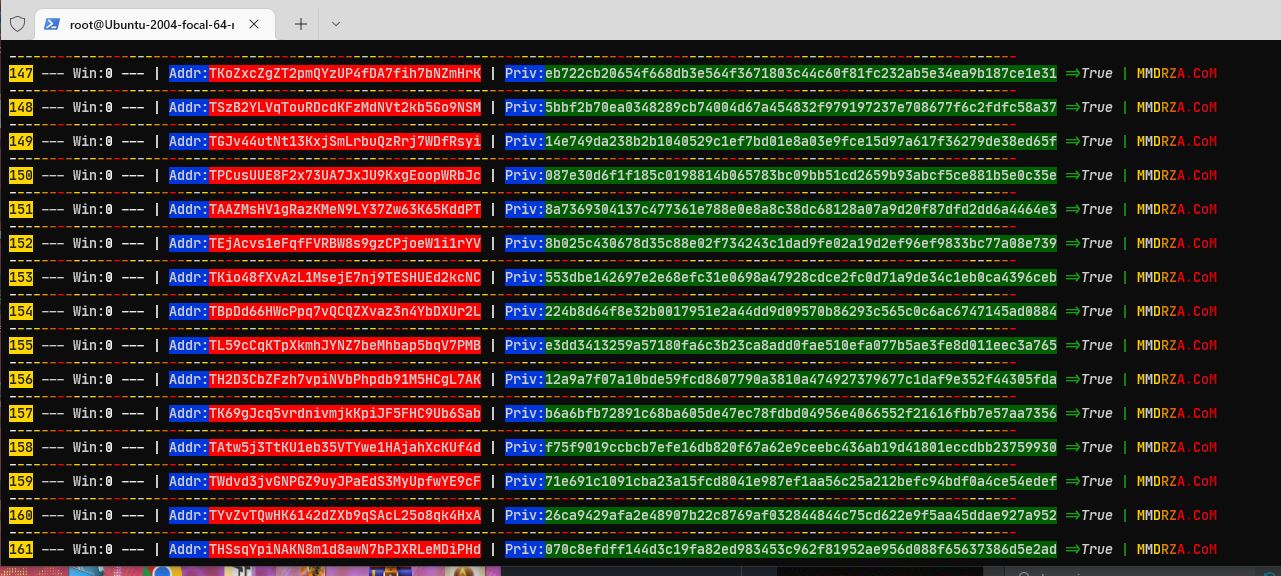 root@Ubuntu-2004-focal-64-r
147 --- Win:0 --- | Addr:TKoZxcZgZT2pmQYzUP4fDA7fih7bNZmHrK | Priv:eb722cb20654f668db3e564f3671803c44c60f81fc232ab5e34ea9b187ce1e31 =>True | MMDRZA.CoM
148 --- Win:0 --- | Addr:TSzB2YLVqTouRDcdKFzMdNVt2kb5Go9NSM | Priv:5bbf2b70ea0348289cb74004d67a454832f979197237e708677f6c2fdfc58a37 =>True | MMDRZA.CoM
149 --- Win:0 --- | Addr:TGJv44utNt13KxjSmLrbuQzRrj7WDfRsyi | Priv:14e749da238b2b1040529c1ef7bd01e8a03e9fce15d97a617f36279de38ed65f =>True | MMDRZA.CoM
150 --- Win:0 --- | Addr:TPCusUUE8F2x73UA7JxJU9KxgEoopWRbJc | Priv:087e30d6f1f185c0198814b065783bc09bb51cd2659b93abcf5ce881b5e0c35e =>True | MMDRZA.CoM
151 --- Win:0 --- | Addr:TAAZMsHV1gRazKMeN9LY37Zw63K65KddPT | Priv:8a7369304137c477361e788e0e8a8c38dc68128a07a9d20f87dfd2dd6a4464e3 =>True | MMDRZA.CoM
152 --- Win:0 --- | Addr:TEjAcvs1eFqfFVRBW8s9gzCPjoeW1i1rYV | Priv:8b025c430678d35c88e02f734243c1dad9fe02a19d2ef96ef9833bc77a08e739 =>True | MMDRZA.CoM
153 --- Win:0 --- | Addr:TKio48fXvAzL1MsejE7nj9TESHUEd2kcNC | Priv:553dbe142697e2e68efc31e0698a47928cdce2fc0d71a9de34c1eb0ca4396ceb =>True | MMDRZA.CoM
154 --- Win:0 --- | Addr:TBpDd66HWcPpq7vQCQZXvaz3n4YbDXUr2L | Priv:224b8d64f8e32b0017951e2a44dd9d09570b86293c565c0c6ac6747145ad0884 =>True | MMDRZA.CoM
155 --- Win:0 --- | Addr:TL59cCqKTpXkmhJYNZ7beMhbap5bqV7PMB | Priv:e3dd3413259a57180fa6c3b23ca8add0fae510efa077b5ae3fe8d011eec3a765 =>True | MMDRZA.CoM
156 --- Win:0 --- | Addr:TH2D3CbZFzh7vpiNVbPhpdb91M5HCgL7AK | Priv:12a9a7f07a10bde59fcd8607790a3810a474927379677c1daf9e352f44305fda =>True | MMDRZA.CoM
157 --- Win:0 --- | Addr:TK69gJcq5vrdnivmjkKpiJF5FHC9Ub6Sab | Priv:b6a6bfb72891c68ba605de47ec78fdbd04956e4066552f21616fbb7e57aa7356 =>True | MMDRZA.CoM
158 --- Win:0 --- | Addr:TAtw5j3TtKU1eb35VTYwe1HAjahXcKUf4d | Priv:f75f9019ccbcb7efe16db820f67a62e9ceebc436ab19d41801eccdbb23759930 =>True | MMDRZA.CoM
159 --- Win:0 --- | Addr:TWdvd3jvGNPGZ9uyJPaEdS3MyUpfwYE9cF | Priv:71e691c1091cba23a15fcd8041e987ef1aa56c25a212befc94bdf0a4ce54edef =>True | MMDRZA.CoM
160 --- Win:0 --- | Addr:TYvZvTQwHK6142dZXb9qSAcL25o8qk4HxA | Priv:26ca9429afa2e48907b22c8769af032844844c75cd622e9f5aa45ddae927a952 =>True | MMDRZA.CoM
161 --- Win:0 --- | Addr:THSsqYpiNAKN8m1d8awN7bPJXRLeMDiPHd | Priv:070c8efdff144d3c19fa82ed983453c962f81952ae956d088f65637386d5e2ad =>True | MMDRZA.CoM